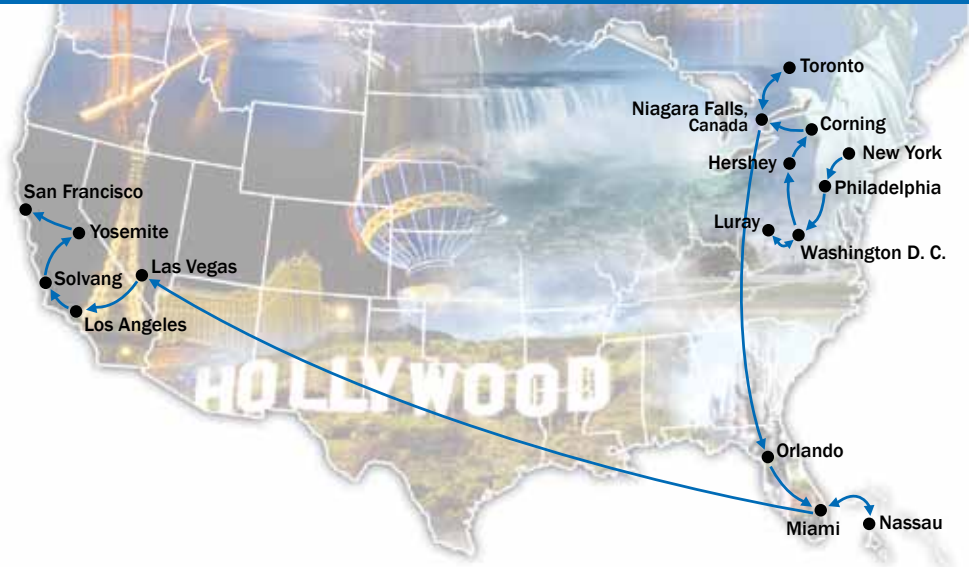 Toronto
Niagara Falls,
Canada
Corning
New York
Hershey
Philadelphia
San Francisco
Luray
Yosemite
Washington D. C.
Las Vegas
Solvang
Los Angeles
HOLLYWOOD
Orlando
Miami
Nassau